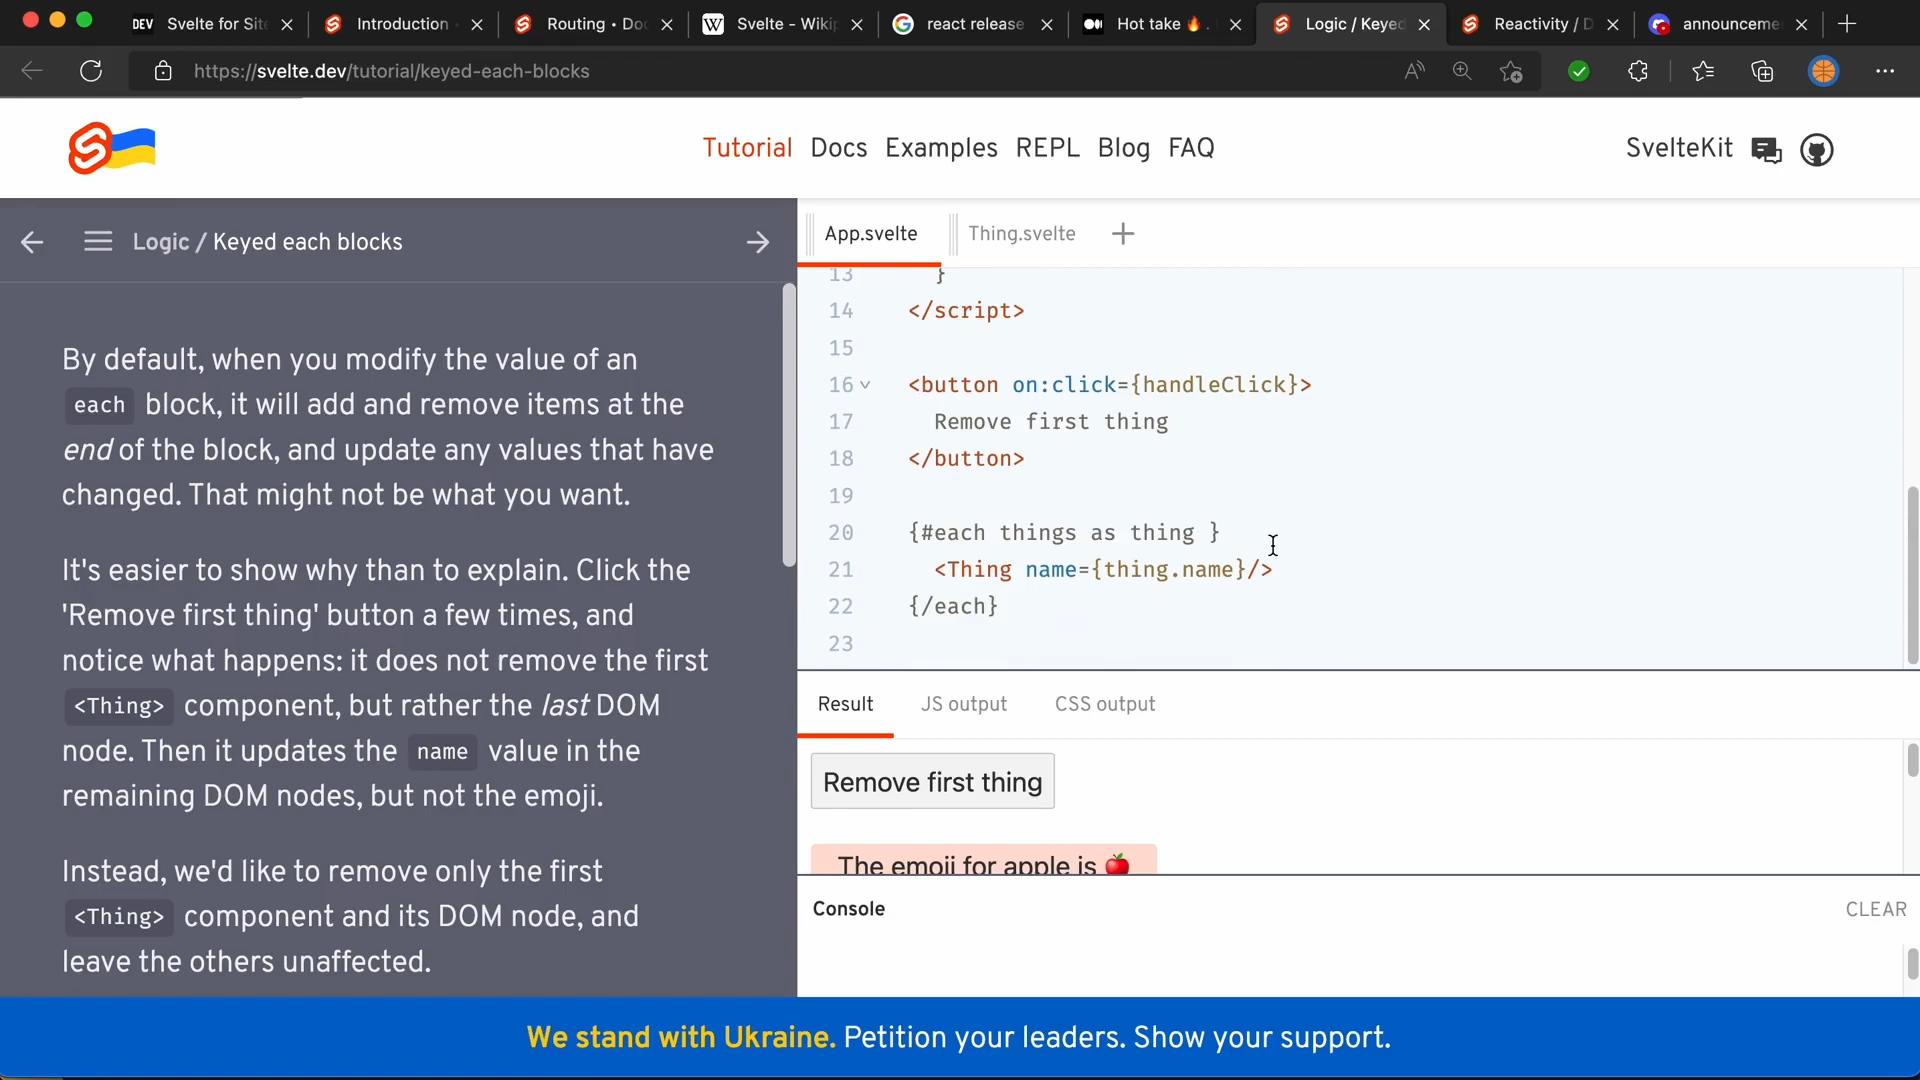 DEV Svelte for Sit
Introduction
Routing • Do
W Svelte - Wiki
react release
Hot take 🔥.
Logic / Keyed
Reactivity / D
announceme
https://svelte.dev/tutorial/keyed-each-blocks
Tutorial Docs Examples REPL Blog FAQ
SvelteKit
Logic / Keyed each blocks
By default, when you modify the value of an
each block, it will add and remove items at the
end of the block, and update any values that have
changed. That might not be what you want.
It's easier to show why than to explain. Click the
'Remove first thing' button a few times, and
notice what happens: it does not remove the first
<Thing> component, but rather the last DOM
node. Then it updates the name value in the
remaining DOM nodes, but not the emoji.
Instead, we'd like to remove only the first
<Thing> component and its DOM node, and
leave the others unaffected.
App.svelte Thing.svelte +
13 }
14 </script>
15
16 <button on:click={handleClick}>
17 Remove first thing
18 </button>
19
20 {#each things as thing }
21 <Thing name={thing.name}/>
22 {/each}
23
Result JS output CSS output
Remove first thing
The emoji for apple is 🍎
Console CLEAR
We stand with Ukraine. Petition your leaders. Show your support.